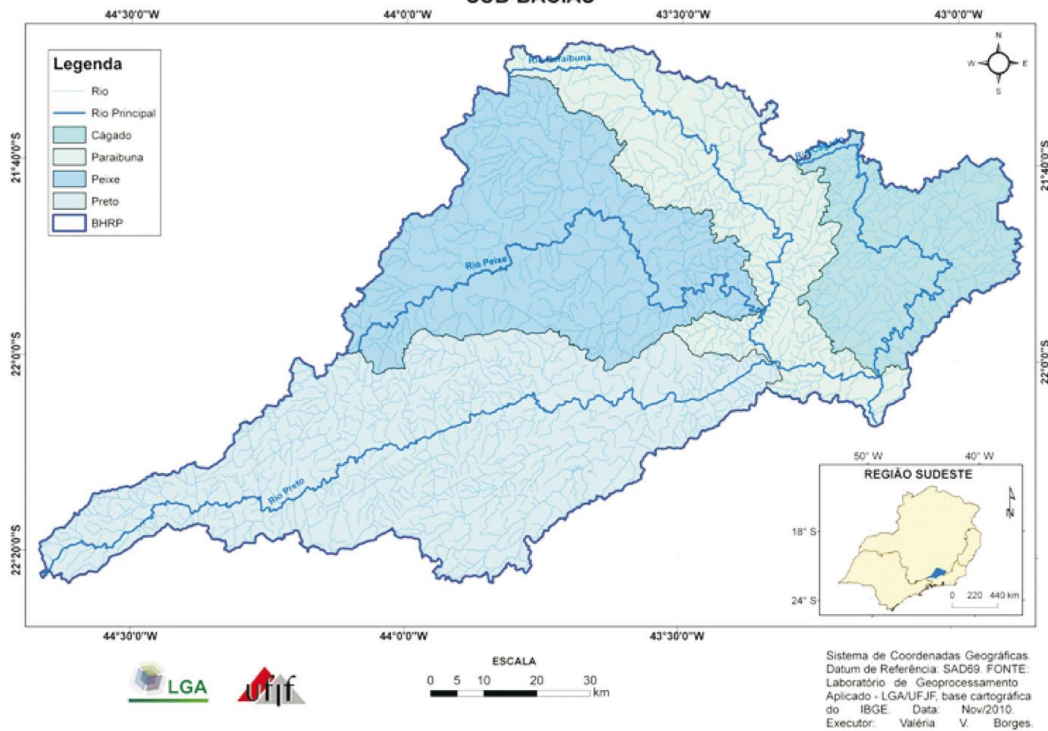 SUB-BACIAS
44°30'0"W 44°0'0"W 43°30'0"W 43°0'0"W
Legenda
Rio
Rio Principal
Cágado
Paraibuna
Peixe
Preto
BHRP
N
W E
S
Rio Paraibuna
Rio Cágado
21°40'0"S 21°40'0"S
Rio Peixe
22°0'0"S 22°0'0"S
Rio Preto
22°20'0"S
50° W 40° W
REGIÃO SUDESTE
N
18° S
24° S
0 220 440 km
44°30'0"W 44°0'0"W 43°30'0"W
LGA
ufjf
ESCALA
0 5 10 20 30
km
Sistema de Coordenadas Geográficas.
Datum de Referência: SAD69. FONTE:
Laboratório de Geoprocessamento
Aplicado - LGA/UFJF, base cartográfica
do IBGE. Data: Nov/2010.
Executor: Valéria V. Borges.